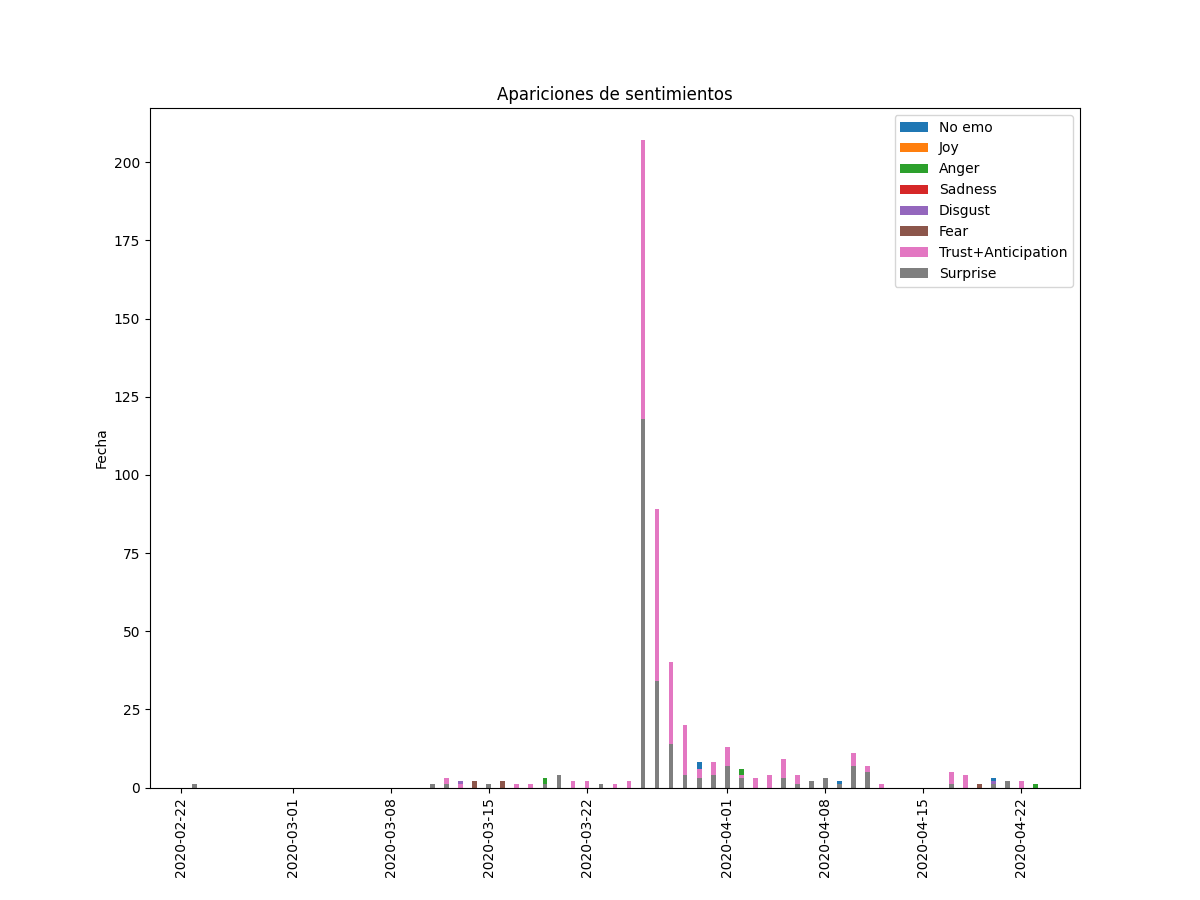 Apariciones de sentimientos
No emo
Joy
Anger
Sadness
Disgust
Fear
Trust+Anticipation
Surprise
Fecha
200
175
150
125
100
75
50
25
0
2020-02-22
2020-03-01
2020-03-08
2020-03-15
2020-03-22
2020-04-01
2020-04-08
2020-04-15
2020-04-22